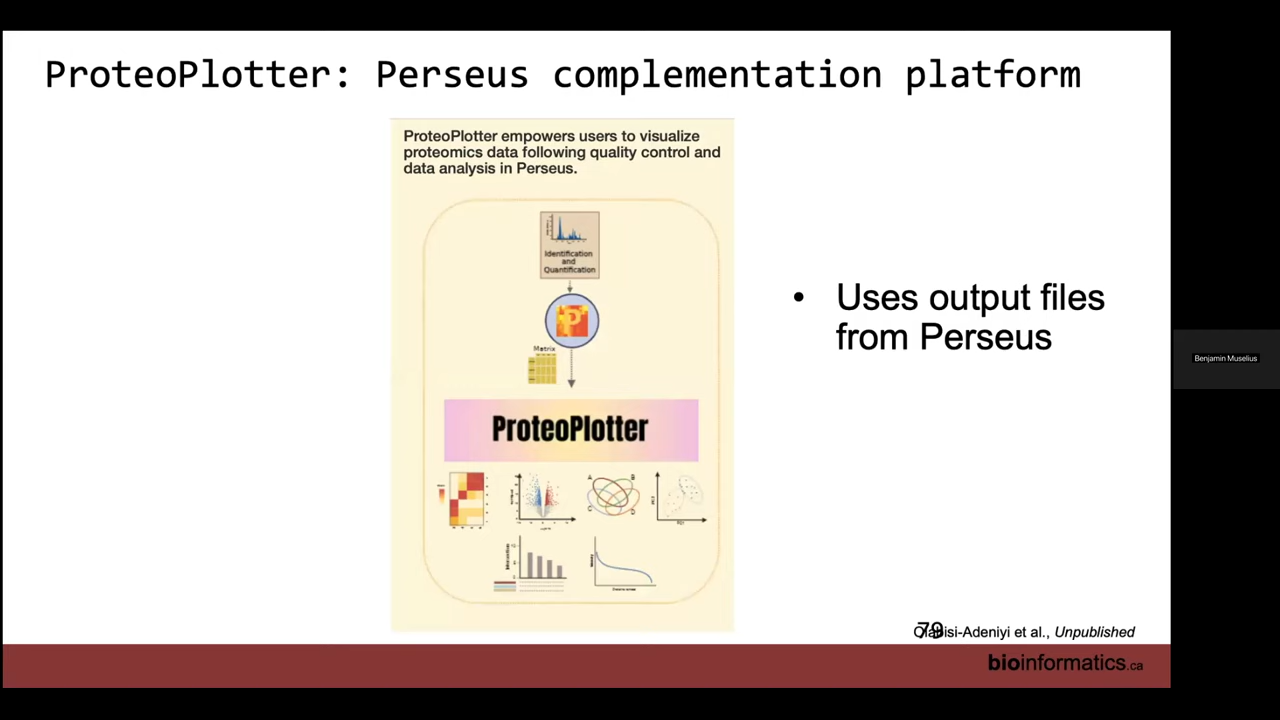 ProteoPlotter: Perseus complementation platform
ProteoPlotter empowers users to visualize
proteomics data following quality control and
data analysis in Perseus.
Identification
and
Quantification
Matrix
ProteoPlotter
A
B
C
D
• Uses output files
from Perseus
Benjamin Muselius
79
Olabisi-Adeniyi et al., Unpublished
bioinformatics.ca